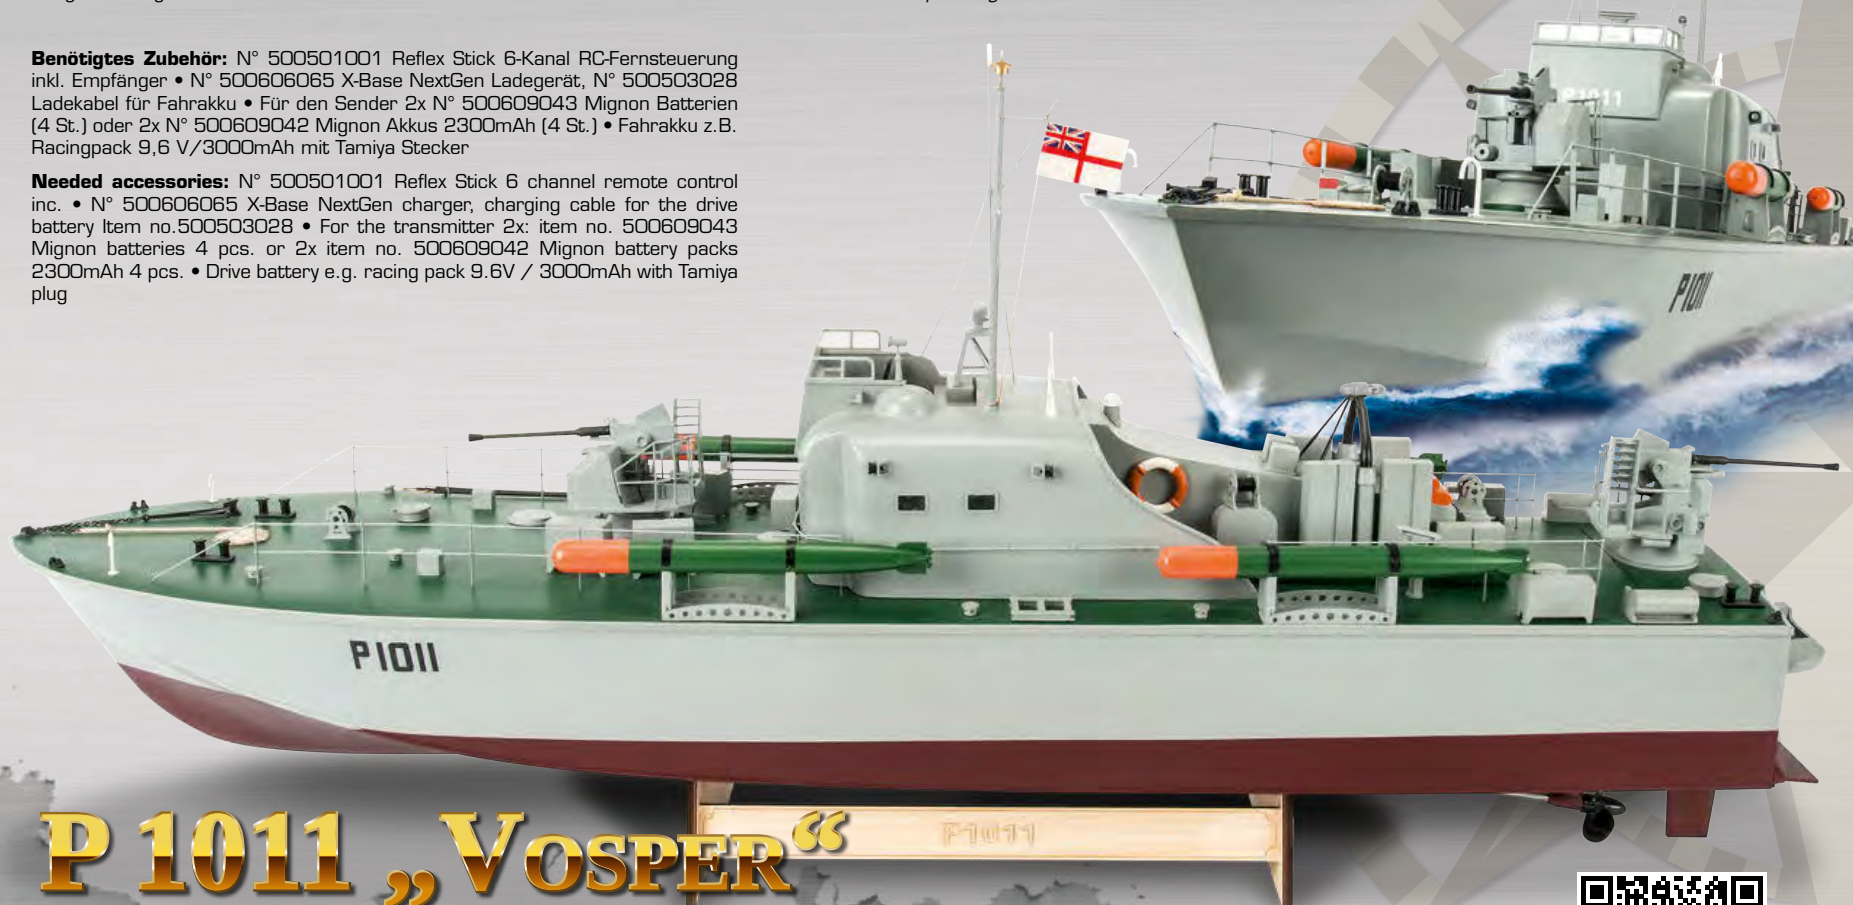 Benötigtes Zubehör: N° 500501001 Reflex Stick 6-Kanal RC-Fernsteuerung
inkl. Empfänger • N° 500606065 X-Base NextGen Ladegerät, N° 500503028
Ladekabel für Fahrakku • Für den Sender 2x N° 500609043 Mignon Batterien
(4 St.) oder 2x N° 500609042 Mignon Akkus 2300mAh (4 St.) • Fahrakku z.B.
Racingpack 9,6 V/3000mAh mit Tamiya Stecker
Needed accessories: N° 500501001 Reflex Stick 6 channel remote control
inc. • N° 500606065 X-Base NextGen charger, charging cable for the drive
battery Item no.500503028 • For the transmitter 2x: item no. 500609043
Mignon batteries 4 pcs. or 2x item no. 500609042 Mignon battery packs
2300mAh 4 pcs. • Drive battery e.g. racing pack 9.6V / 3000mAh with Tamiya
plug
P1011
P1011
P1011
P1011
P 1011 „VOSPER“